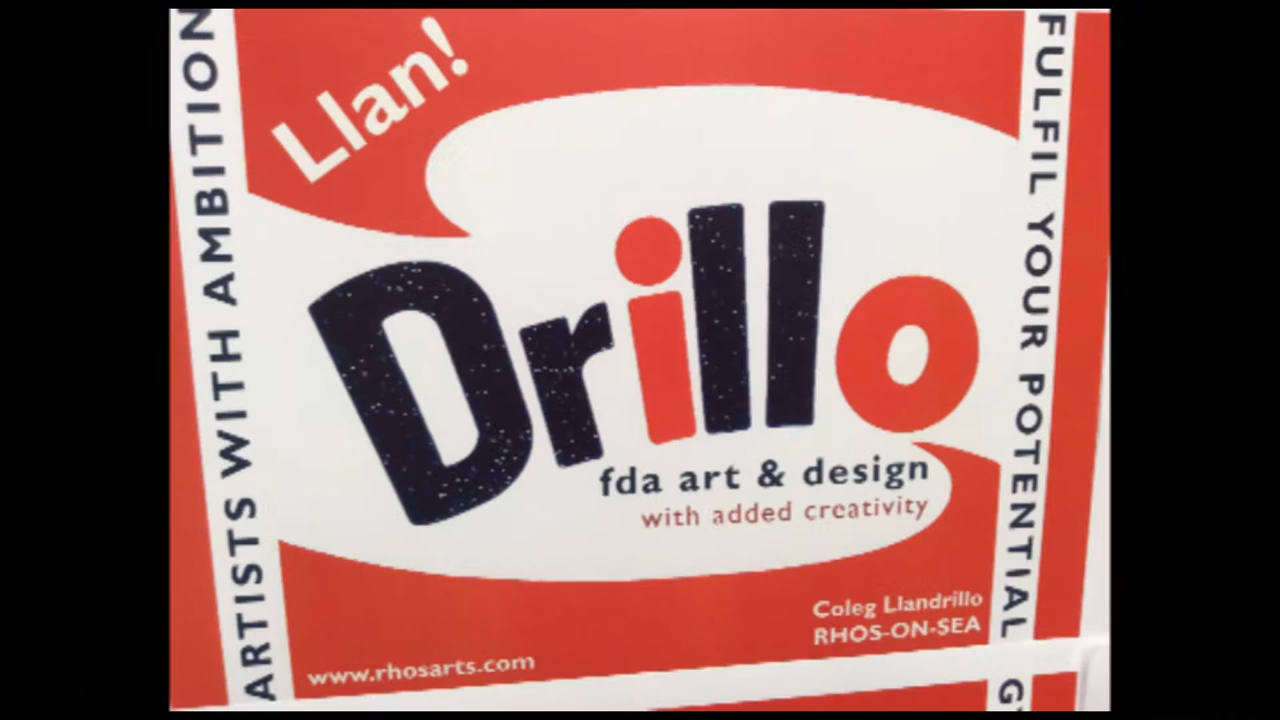 ARTISTS WITH AMBITION
Llan!
Drillo
fda art & design
with added creativity
Coleg Llandrillo
RHOS-ON-SEA
www.rhosarts.com
FULFIL YOUR POTENTIAL